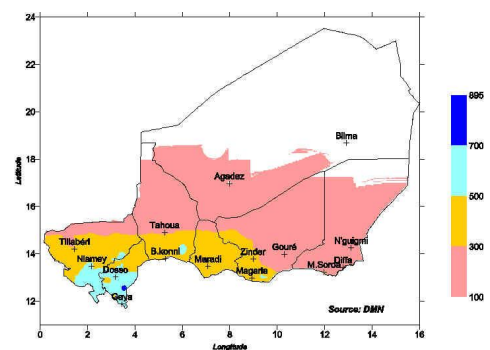 24
22
20
18
16
14
12
Latitude
Bilma
Agadez
Tahoua
Tillabéri
N'guigmi
Zinder
Gouré
Niamey
B.konni
Maradi
Diffa
Dosso
M.Soroa
Magaria
Gaya
Source: DMN
0 2 4 6 8 10 12 14 16
Longitude
895
700
500
300
100